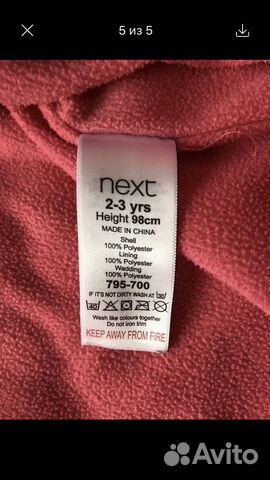 5 из 5
next
2-3 yrs
Height 98cm
MADE IN CHINA
Shell
100% Polyester
Lining
100% Polyester
Wadding
100% Polyester
795-700
IF IT'S NOT DIRTY WASH AT 30
40
Wash like colours together
Do not iron trim
KEEP AWAY FROM FIRE
Avito